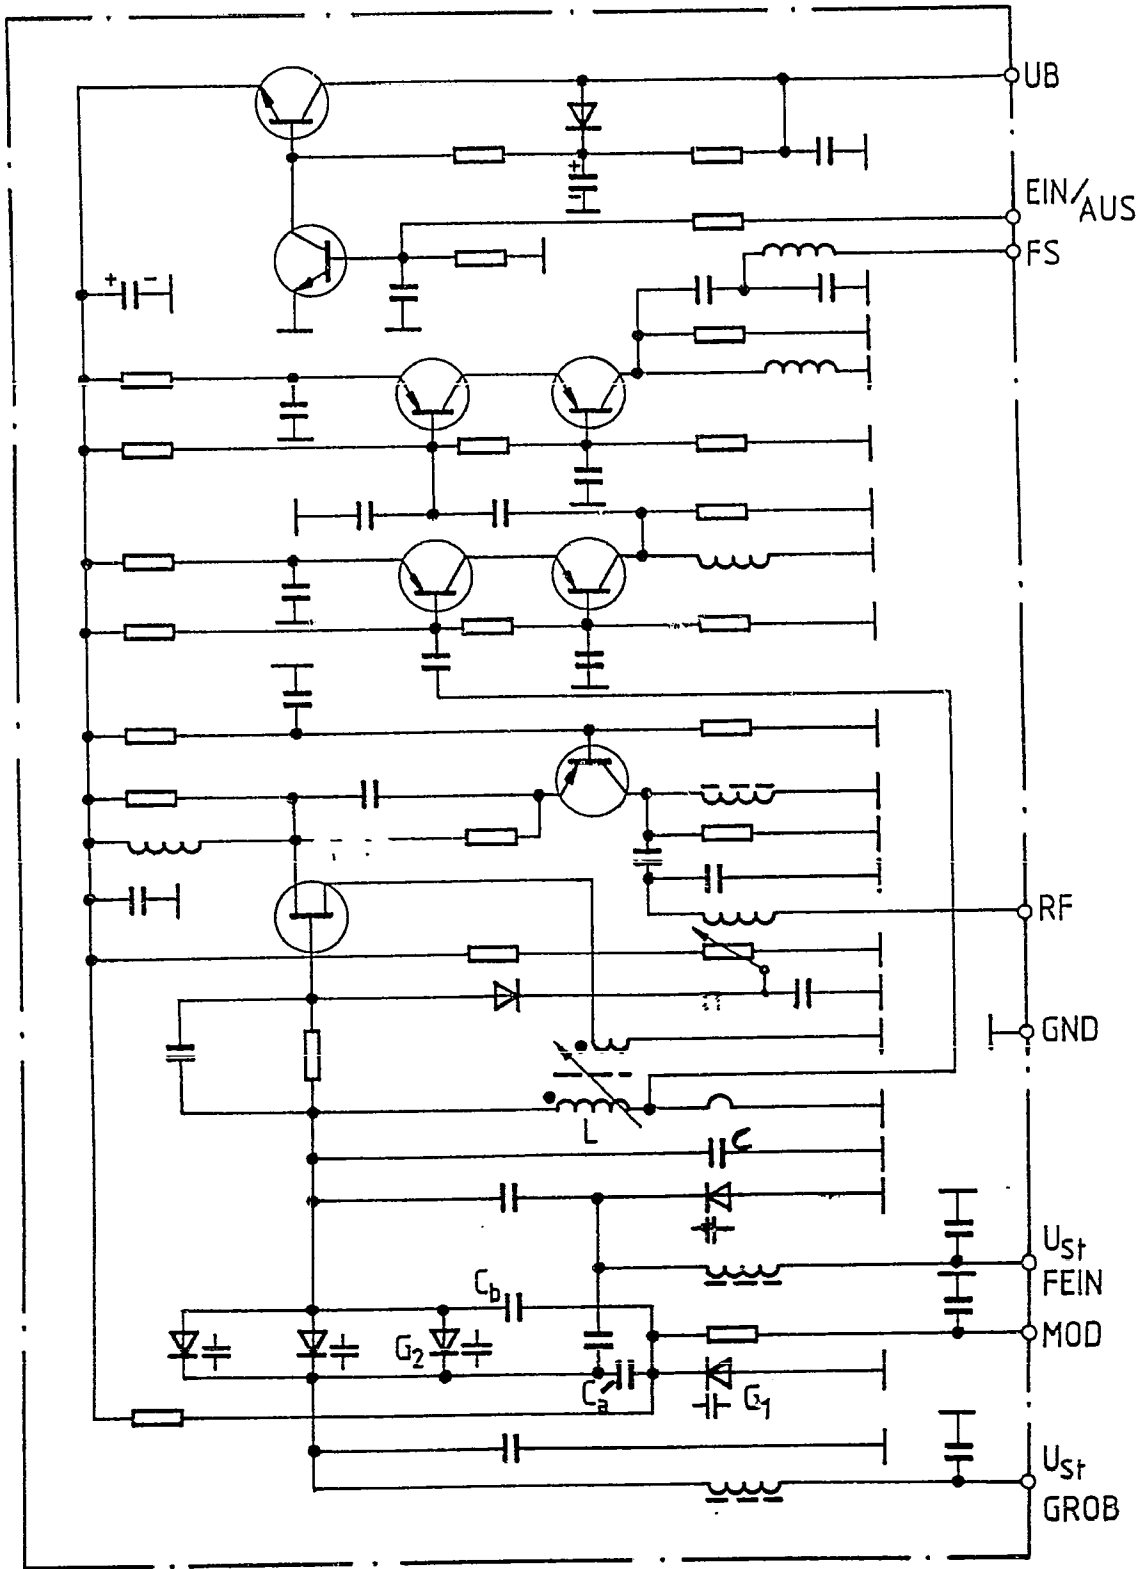 UB
+
-
EIN/
AUS
FS
+ -
RF
GND
L
C
USt
FEIN
Cb
MOD
G2
Ca
G1
USt
GROB